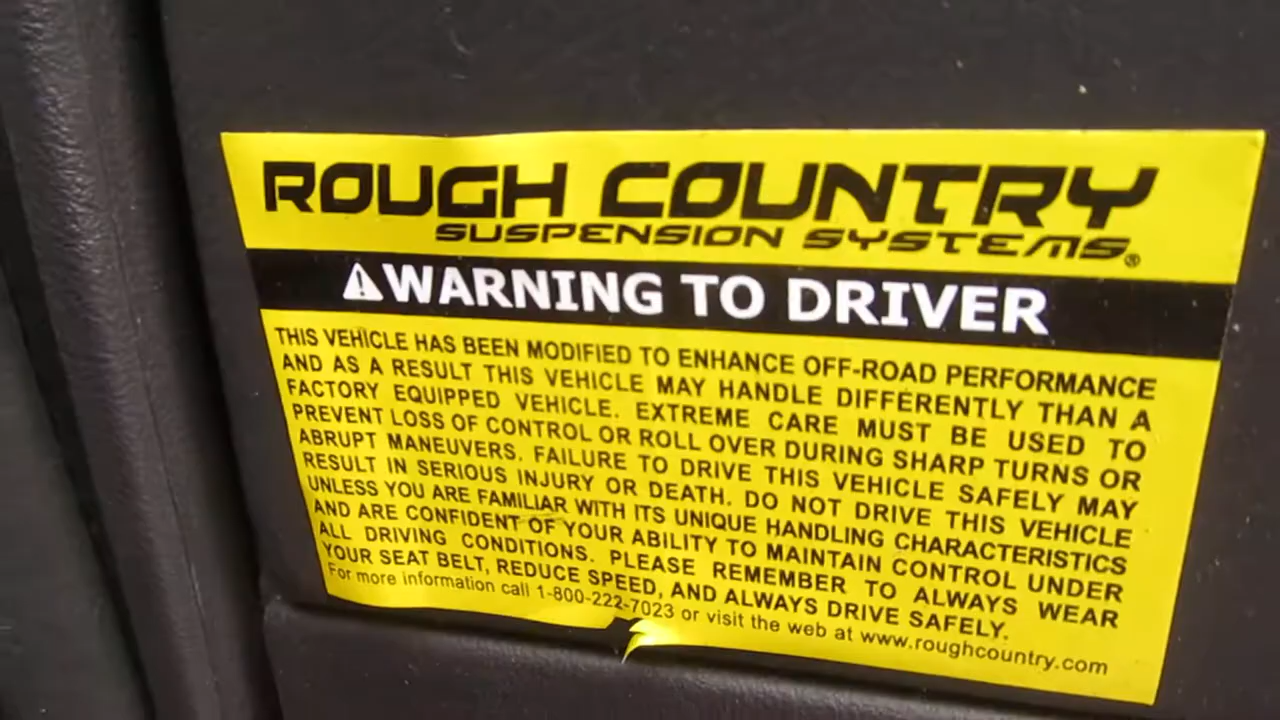 ROUGH COUNTRY
SUSPENSION SYSTEMS®
⚠WARNING TO DRIVER
THIS VEHICLE HAS BEEN MODIFIED TO ENHANCE OFF-ROAD PERFORMANCE
AND AS A RESULT THIS VEHICLE MAY HANDLE DIFFERENTLY THAN A
FACTORY EQUIPPED VEHICLE. EXTREME CARE MUST BE USED TO
PREVENT LOSS OF CONTROL OR ROLL OVER DURING SHARP TURNS OR
ABRUPT MANEUVERS. FAILURE TO DRIVE THIS VEHICLE SAFELY MAY
RESULT IN SERIOUS INJURY OR DEATH. DO NOT DRIVE THIS VEHICLE
UNLESS YOU ARE FAMILIAR WITH ITS UNIQUE HANDLING CHARACTERISTICS
AND ARE CONFIDENT OF YOUR ABILITY TO MAINTAIN CONTROL UNDER
ALL DRIVING CONDITIONS. PLEASE REMEMBER TO ALWAYS WEAR
YOUR SEAT BELT, REDUCE SPEED, AND ALWAYS DRIVE SAFELY.
For more information call 1-800-222-7023 or visit the web at www.roughcountry.com